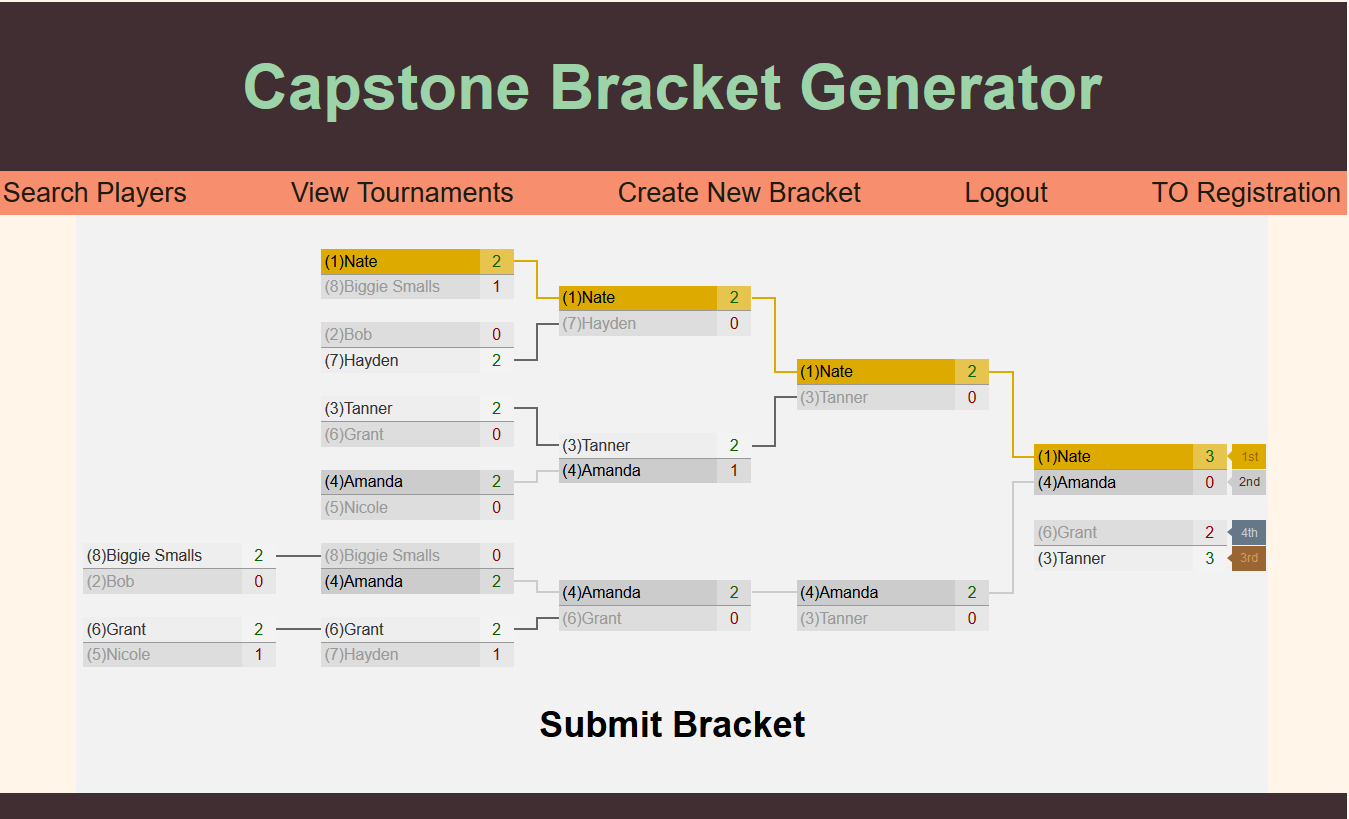 Capstone Bracket Generator
Search Players View Tournaments Create New Bracket Logout TO Registration
(1)Nate 2
(8)Biggie Smalls 1
(2)Bob 0
(7)Hayden 2
(3)Tanner 2
(6)Grant 0
(4)Amanda 2
(5)Nicole 0
(1)Nate 2
(7)Hayden 0
(3)Tanner 2
(4)Amanda 1
(1)Nate 2
(3)Tanner 0
(8)Biggie Smalls 2
(2)Bob 0
(6)Grant 2
(5)Nicole 1
(8)Biggie Smalls 0
(4)Amanda 2
(6)Grant 2
(7)Hayden 1
(4)Amanda 2
(6)Grant 0
(4)Amanda 2
(3)Tanner 0
(1)Nate 3 1st
(4)Amanda 0 2nd
(6)Grant 2 4th
(3)Tanner 3 3rd
Submit Bracket